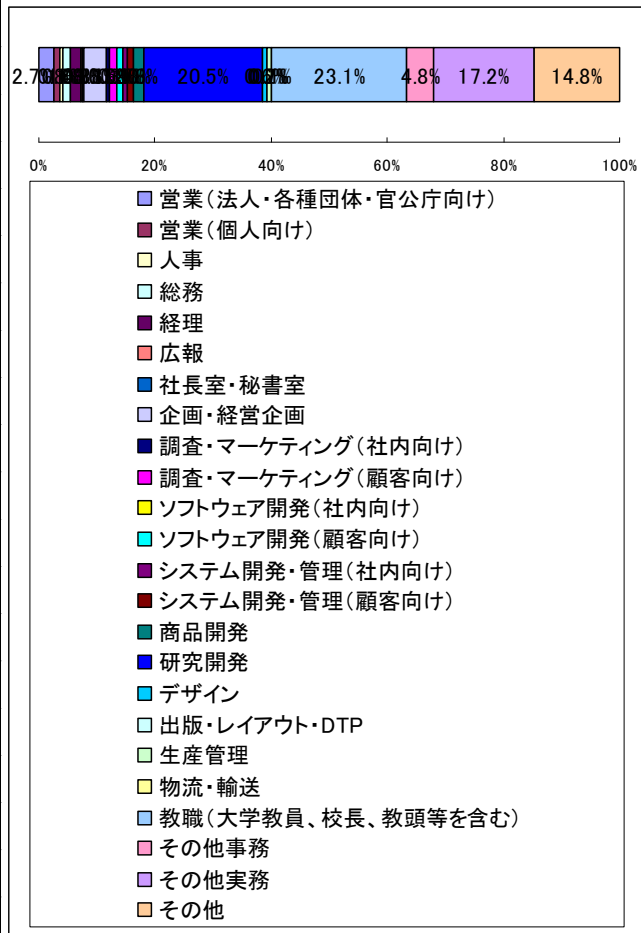 2.7%
20.5%
23.1%
4.8%
17.2%
14.8%
0% 20% 40% 60% 80% 100%
営業(法人・各種団体・官公庁向け)
営業(個人向け)
人事
総務
経理
広報
社長室・秘書室
企画・経営企画
調査・マーケティング(社内向け)
調査・マーケティング(顧客向け)
ソフトウェア開発(社内向け)
ソフトウェア開発(顧客向け)
システム開発・管理(社内向け)
システム開発・管理(顧客向け)
商品開発
研究開発
デザイン
出版・レイアウト・DTP
生産管理
物流・輸送
教職(大学教員、校長、教頭等を含む)
その他事務
その他実務
その他